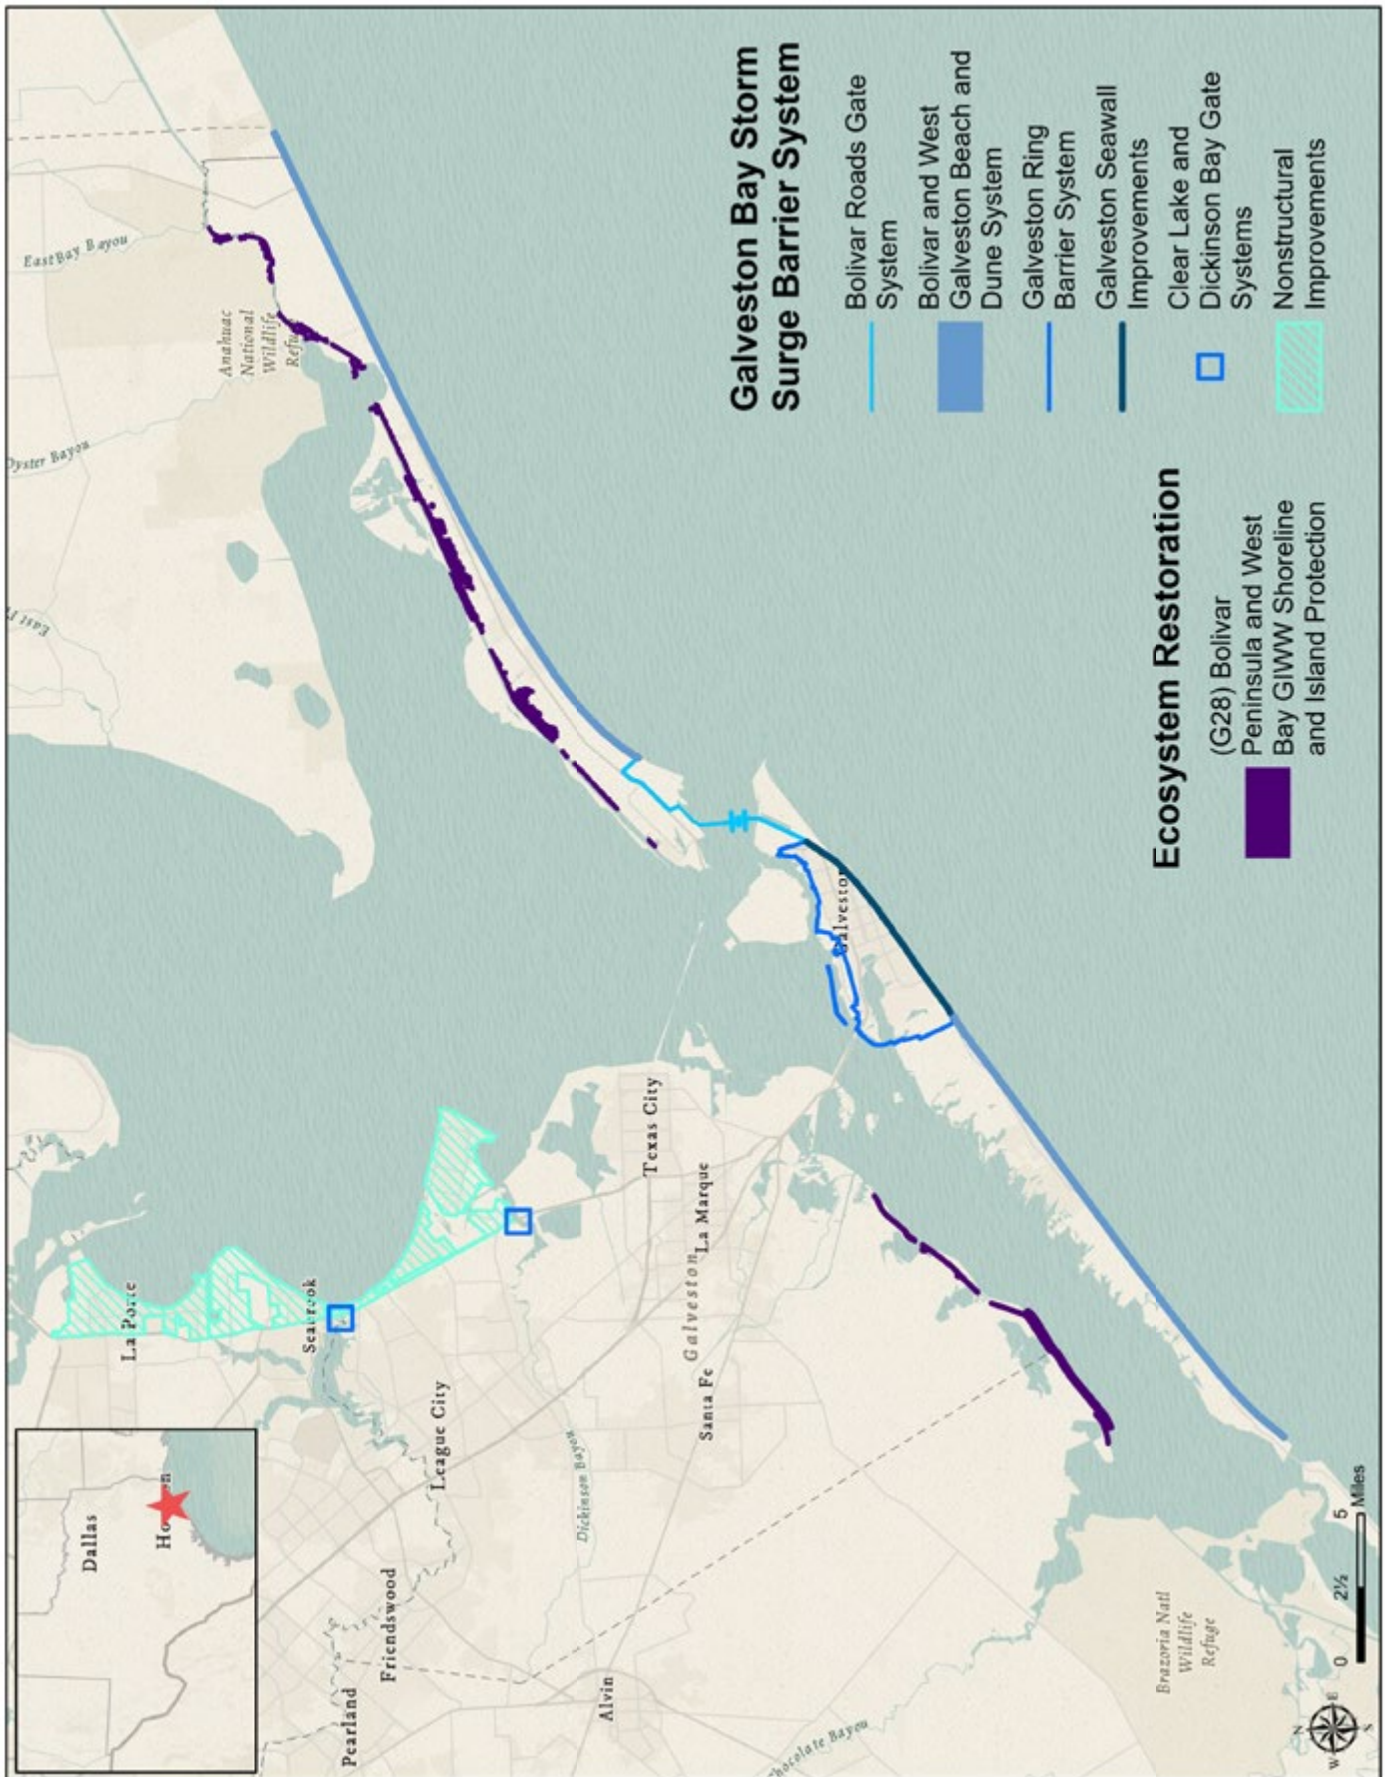 Dallas
La Porte
Seabrook
Pearland
Friendswood
League City
Dickinson Bayou
Alvin
Santa Fe
Galveston
La Marque
Texas City
Chocolate Bayou
Brazoria Natl
Wildlife
Refuge
Galveston
East Bay Bayou
Oyster Bayou
Anahuac
National
Wildlife
Galveston Bay Storm
Surge Barrier System
Bolivar Roads Gate
System
Bolivar and West
Galveston Beach and
Dune System
Galveston Ring
Barrier System
Galveston Seawall
Improvements
Clear Lake and
Dickinson Bay Gate
Systems
Nonstructural
Improvements
Ecosystem Restoration
(G28) Bolivar
Peninsula and West
Bay GIWW Shoreline
and Island Protection
N
W
E
0 2½ 5
Miles